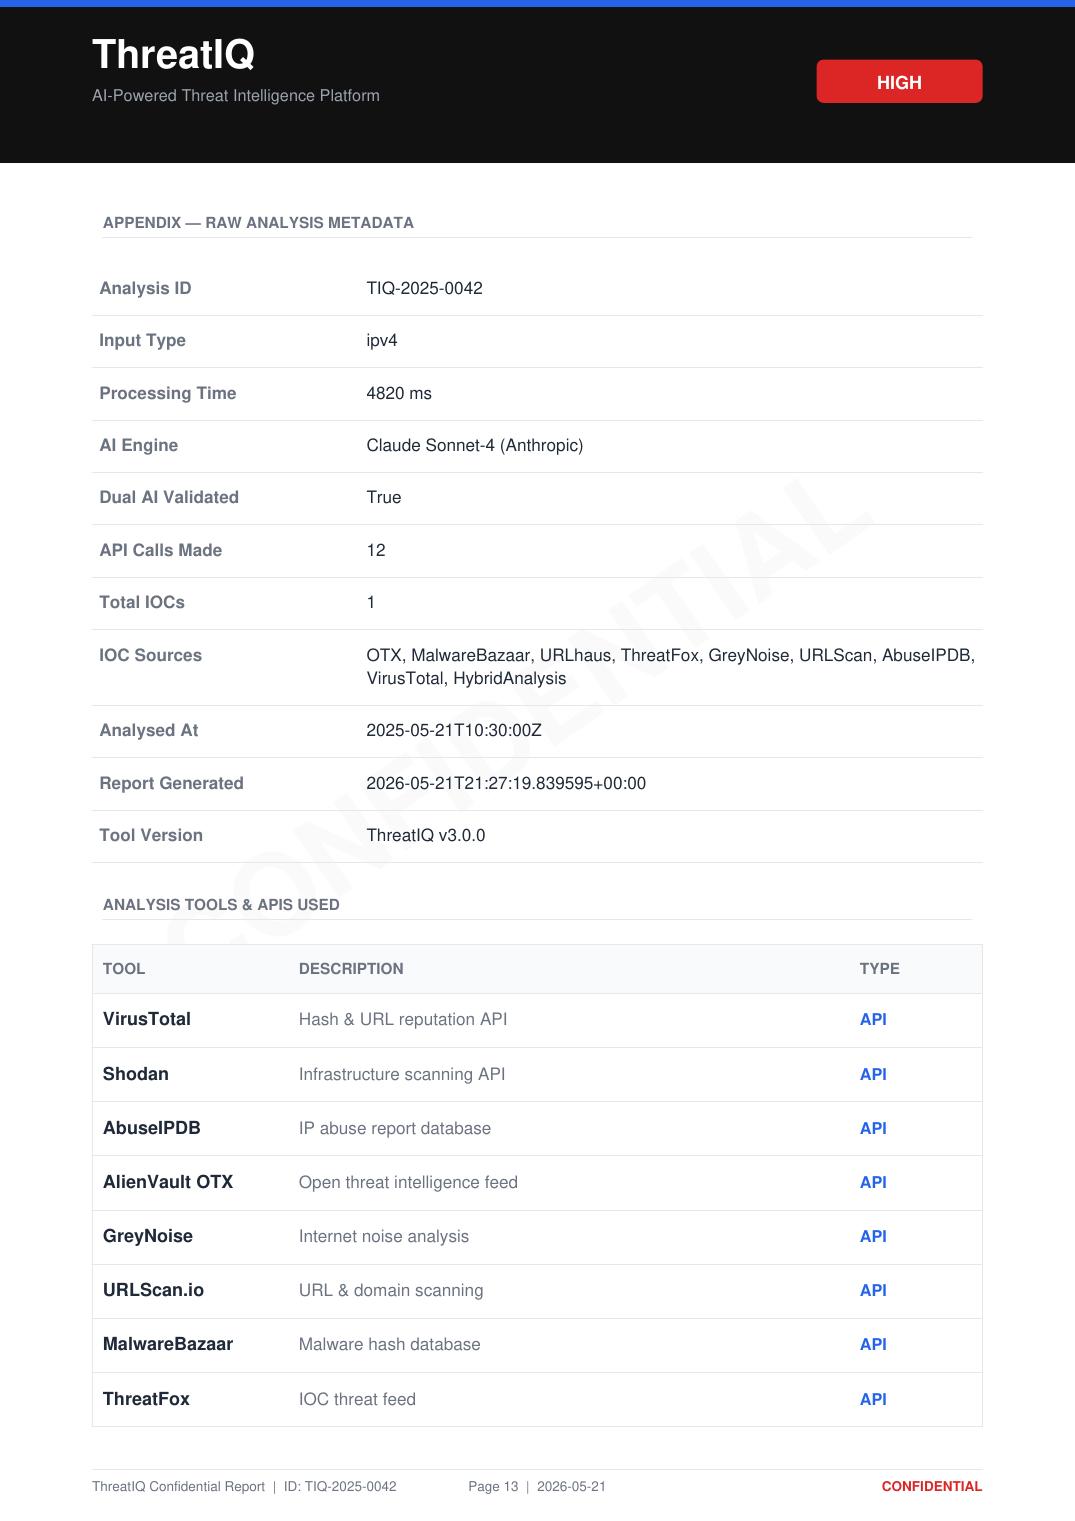 ThreatIQ
AI-Powered Threat Intelligence Platform
HIGH
APPENDIX — RAW ANALYSIS METADATA
Analysis ID TIQ-2025-0042
Input Type ipv4
Processing Time 4820 ms
AI Engine Claude Sonnet-4 (Anthropic)
Dual AI Validated True
API Calls Made 12
Total IOCs 1
IOC Sources OTX, MalwareBazaar, URLhaus, ThreatFox, GreyNoise, URLScan, AbuseIPDB,
VirusTotal, HybridAnalysis
Analysed At 2025-05-21T10:30:00Z
Report Generated 2026-05-21T21:27:19.839595+00:00
Tool Version ThreatIQ v3.0.0
CONFIDENTIAL
ANALYSIS TOOLS & APIS USED
TOOL DESCRIPTION TYPE
VirusTotal Hash & URL reputation API API
Shodan Infrastructure scanning API API
AbuseIPDB IP abuse report database API
AlienVault OTX Open threat intelligence feed API
GreyNoise Internet noise analysis API
URLScan.io URL & domain scanning API
MalwareBazaar Malware hash database API
ThreatFox IOC threat feed API
ThreatIQ Confidential Report | ID: TIQ-2025-0042 Page 13 | 2026-05-21 CONFIDENTIAL